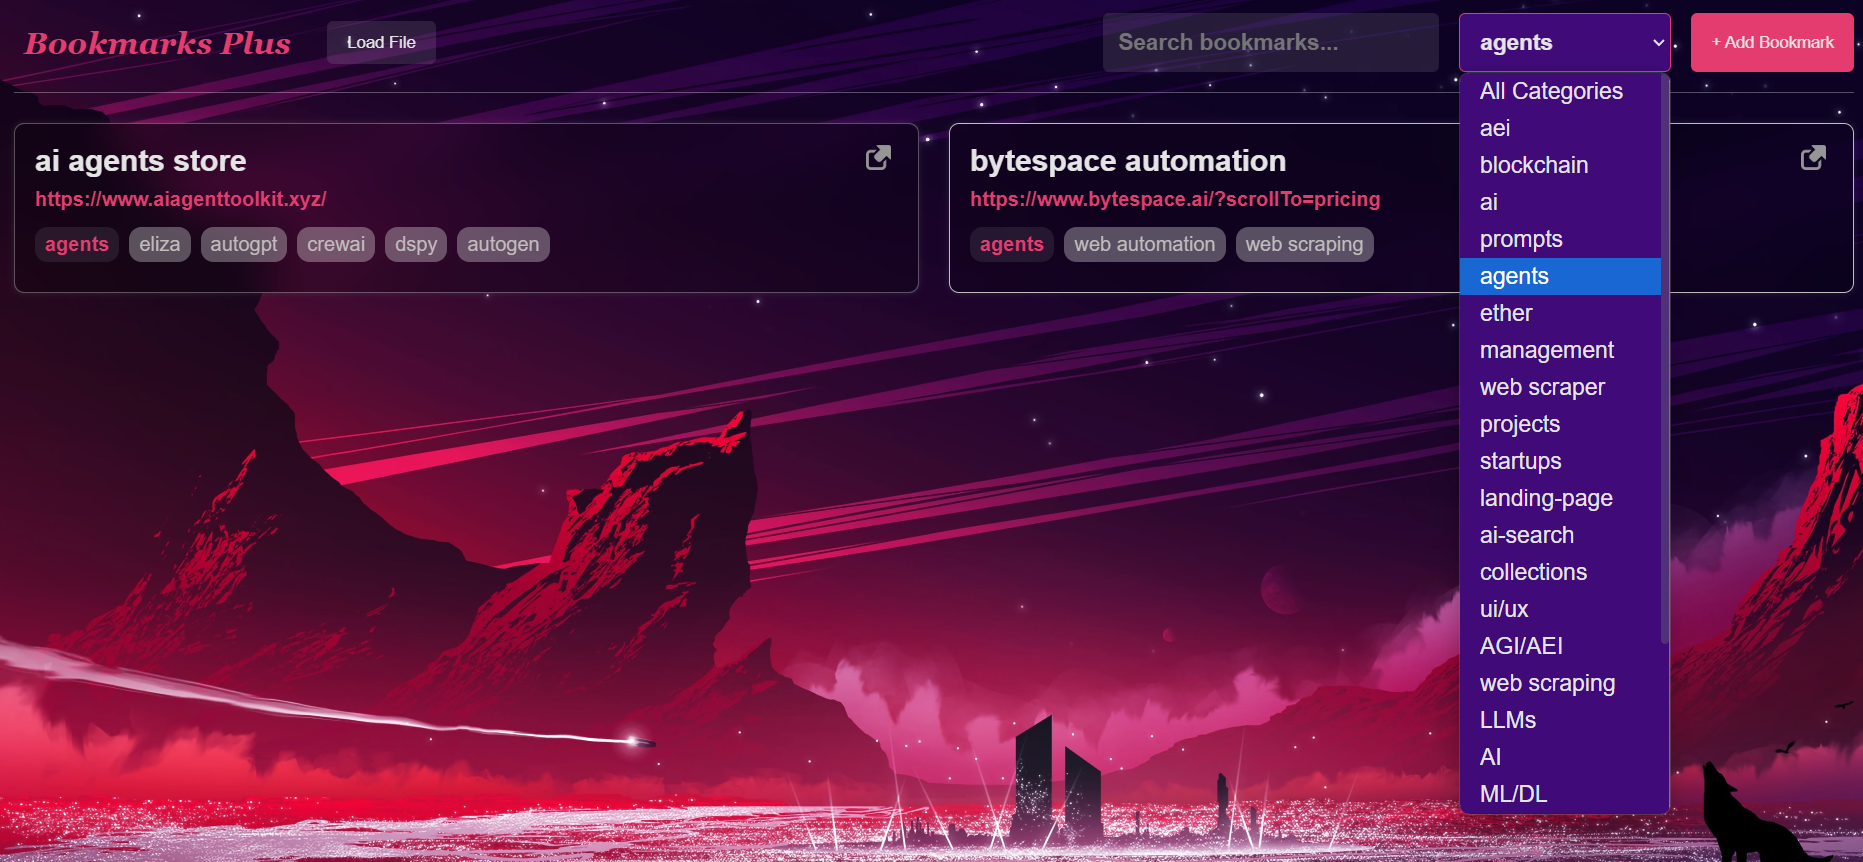 Bookmarks Plus
Load File
Search bookmarks...
agents
+ Add Bookmark
ai agents store
https://www.aiagenttoolkit.xyz/
agents eliza autogpt crewai dspy autogen
bytespace automation
https://www.bytespace.ai/?scrollTo=pricing
agents web automation web scraping
All Categories
aei
blockchain
ai
prompts
agents
ether
management
web scraper
projects
startups
landing-page
ai-search
collections
ui/ux
AGI/AEI
web scraping
LLMs
AI
ML/DL